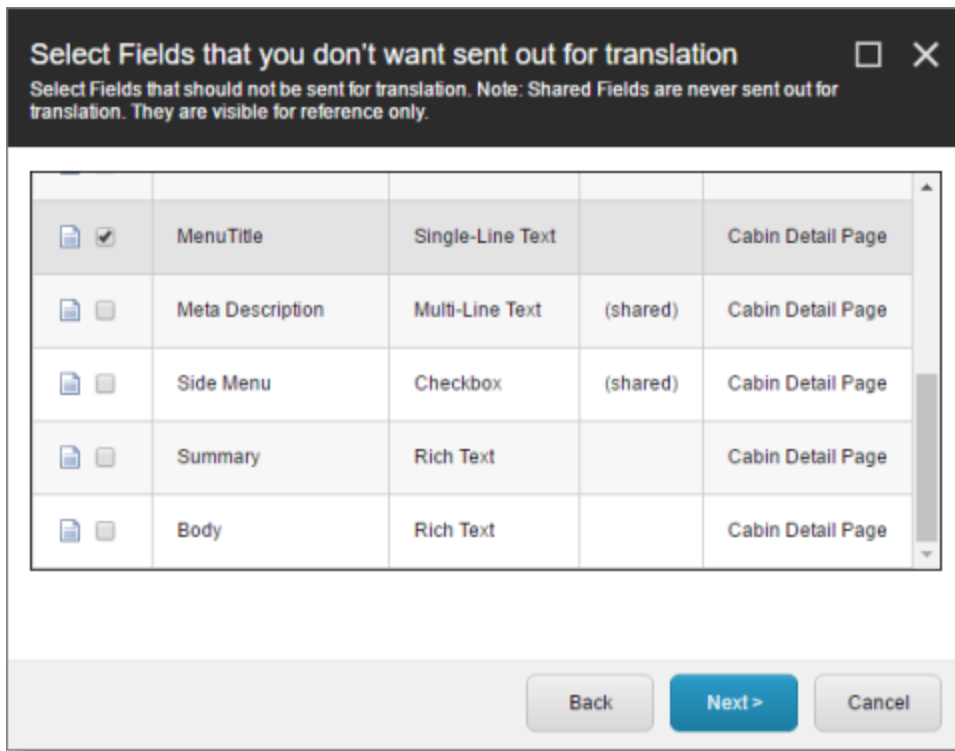 Select Fields that you don't want sent out for translation
Select Fields that should not be sent for translation. Note: Shared Fields are never sent out for
translation. They are visible for reference only.
MenuTitle Single-Line Text Cabin Detail Page
Meta Description Multi-Line Text (shared) Cabin Detail Page
Side Menu Checkbox (shared) Cabin Detail Page
Summary Rich Text Cabin Detail Page
Body Rich Text Cabin Detail Page
Back Next > Cancel